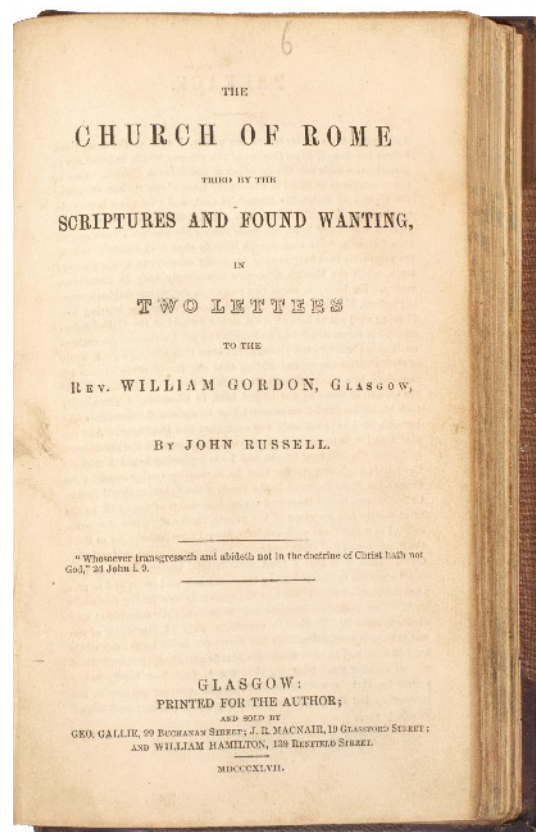 6
THE
CHURCH OF ROME
TRIED BY THE
SCRIPTURES AND FOUND WANTING,
IN
TWO LETTERS
TO THE
REV. WILLIAM GORDON, GLASGOW,
BY JOHN RUSSELL.
"Whosoever transgresseth and abideth not in the doctrine of Christ hath not
God," 2d John i. 9.
GLASGOW:
PRINTED FOR THE AUTHOR;
AND SOLD BY
GEO. GALLIE, 99 BUCHANAN STREET; J. R. MACNAIR, 19 GLASSFORD STREET;
AND WILLIAM HAMILTON, 139 RENFIELD STREET.
MDCCCXLVII.